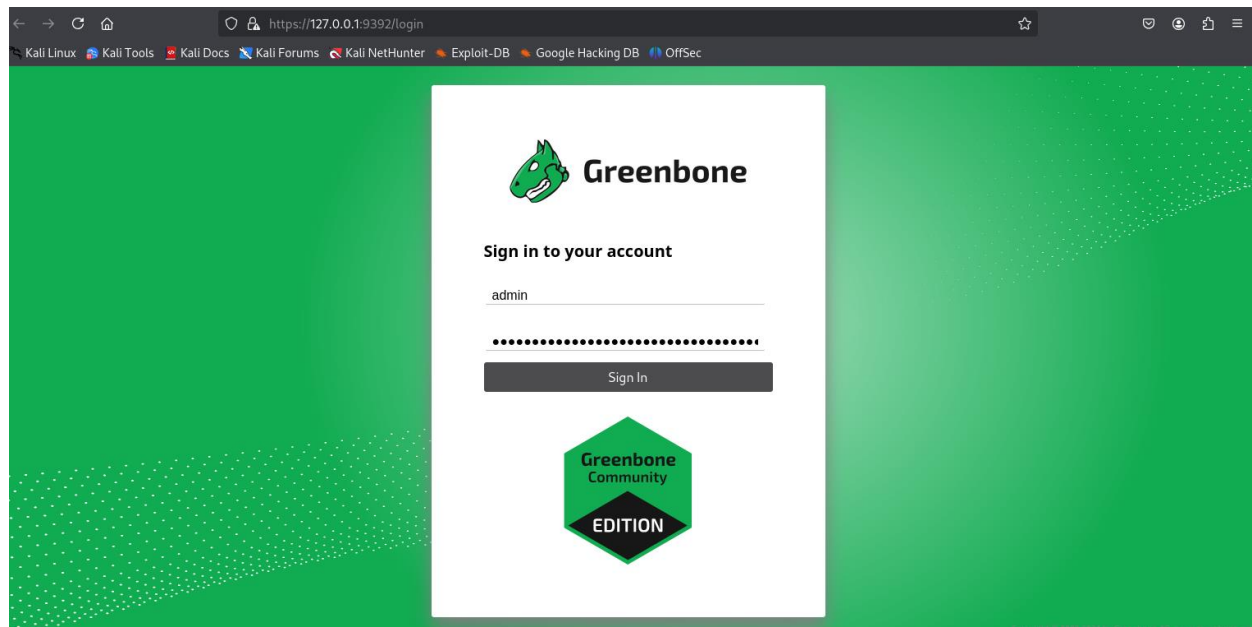 https://127.0.0.1:9392/login
Kali Linux Kali Tools Kali Docs Kali Forums Kali NetHunter Exploit-DB Google Hacking DB OffSec
Greenbone
Sign in to your account
admin
Sign In
Greenbone
Community
EDITION